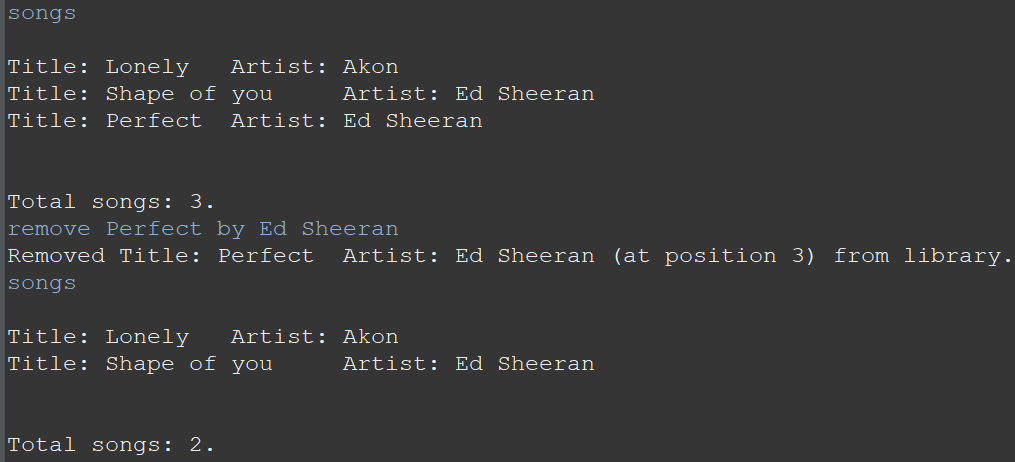 songs
Title: Lonely   Artist: Akon
Title: Shape of you     Artist: Ed Sheeran
Title: Perfect  Artist: Ed Sheeran
Total songs: 3.
remove Perfect by Ed Sheeran
Removed Title: Perfect  Artist: Ed Sheeran (at position 3) from library.
songs
Title: Lonely   Artist: Akon
Title: Shape of you     Artist: Ed Sheeran
Total songs: 2.